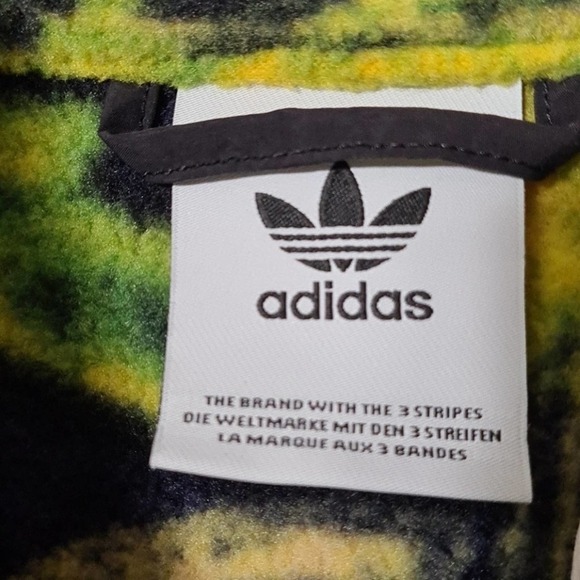 adidas
THE BRAND WITH THE 3 STRIPES
DIE WELTMARKE MIT DEN 3 STREIFEN
LA MARQUE AUX 3 BANDES